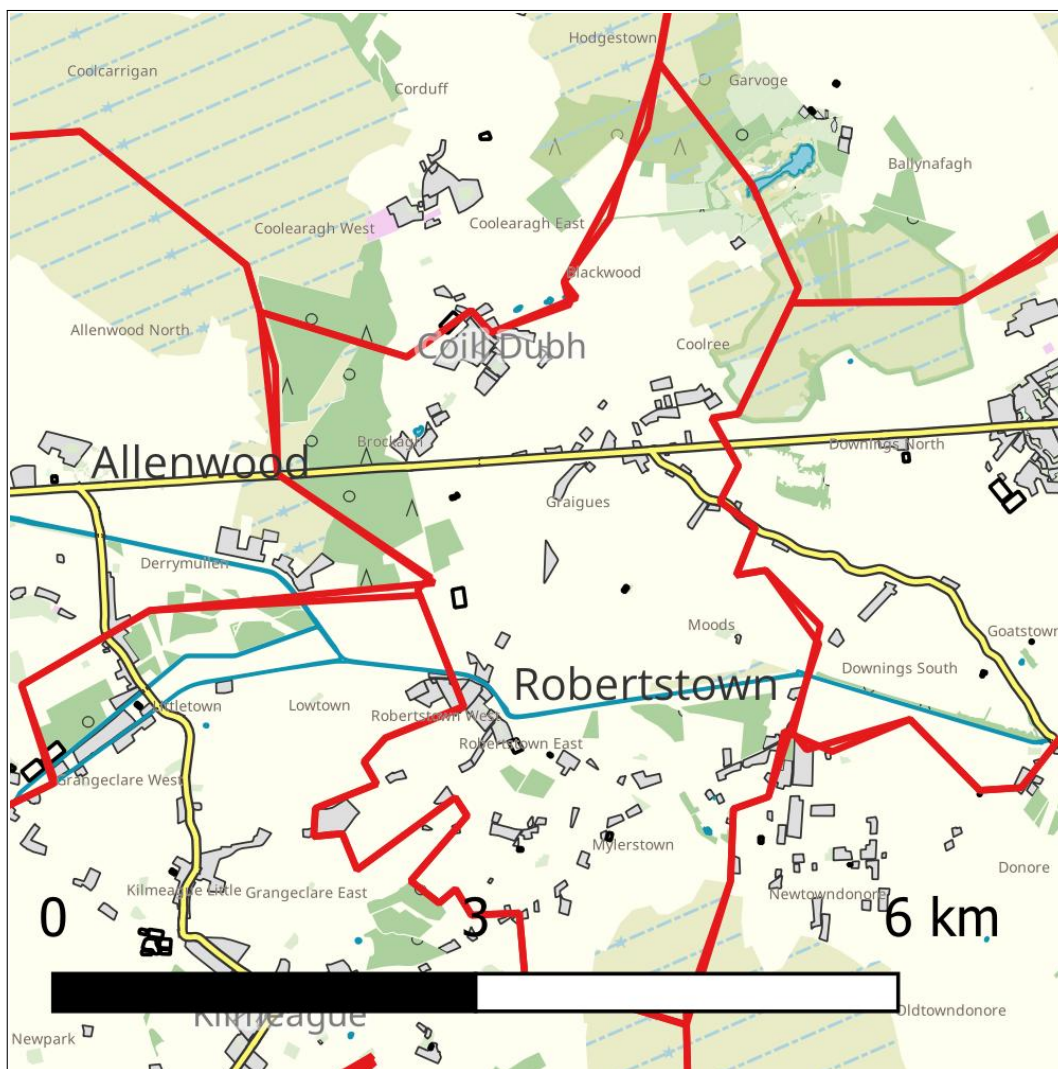 Hodgestown
Coolcarrigan
Garvoge
Corduff
Ballynafagh
Coolearagh West
Coolearagh East
Blackwood
Allenwood North
Coill Dubh
Coolree
Brockagh
Downings North
Allenwood
Graigues
Derrymullen
Moods
Goatstown
Downings South
Robertstown
Littletown
Lowtown
Robertstown West
Robertstown East
Grangeclare West
Mylerstown
Donore
Kilmeague Little
Grangeclare East
Newtowndonore
0 3 6 km
Oldtowndonore
Kilmeague
Newpark